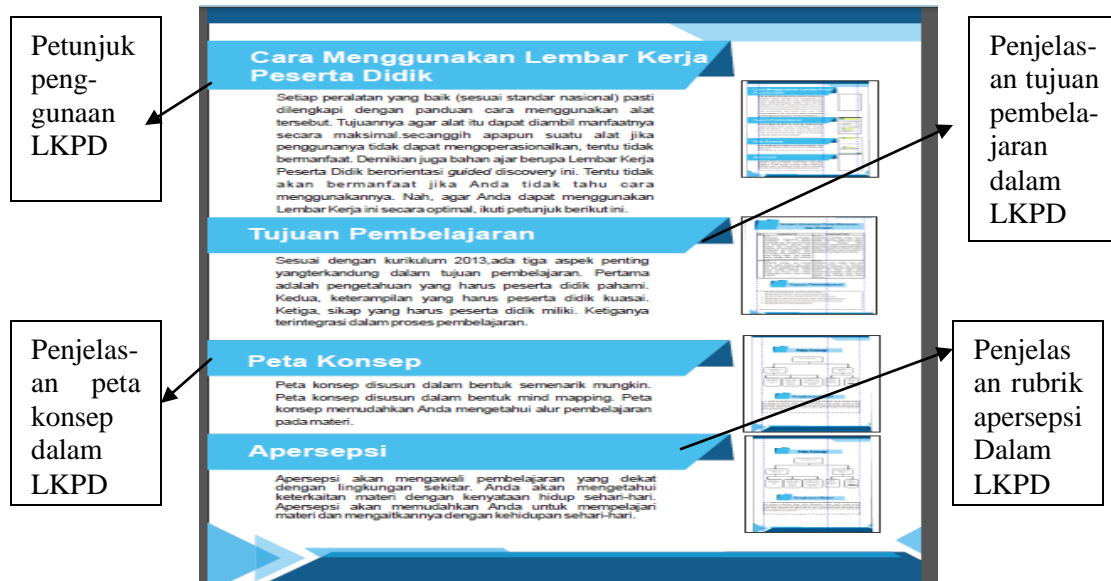 Petunjuk
peng-
gunaan
LKPD
Cara Menggunakan Lembar Kerja
Peserta Didik
Setiap peralatan yang baik (sesuai standar nasional) pasti
dilengkapi dengan panduan cara menggunakan alat
tersebut. Tujuannya agar alat itu dapat diambil manfaatnya
secara maksimal.secanggih apapun suatu alat jika
penggunanya tidak dapat mengoperasionalkan, tentu tidak
bermanfaat. Demikian juga bahan ajar berupa Lembar Kerja
Peserta Didik berorientasi guided discovery ini. Tentu tidak
akan bermanfaat jika Anda tidak tahu cara
menggunakannya. Nah, agar Anda dapat menggunakan
Lembar Kerja ini secara optimal, ikuti petunjuk berikut ini.
Penjelas-
an tujuan
pembela-
jaran
dalam
LKPD
Tujuan Pembelajaran
Sesuai dengan kurikulum 2013,ada tiga aspek penting
yangterkandung dalam tujuan pembelajaran. Pertama
adalah pengetahuan yang harus peserta didik pahami.
Kedua, keterampilan yang harus peserta didik kuasai.
Ketiga, sikap yang harus peserta didik miliki. Ketiganya
terintegrasi dalam proses pembelajaran.
Penjelas-
an peta
konsep
dalam
LKPD
Peta Konsep
Peta konsep disusun dalam bentuk semenarik mungkin.
Peta konsep disusun dalam bentuk mind mapping. Peta
konsep memudahkan Anda mengetahui alur pembelajaran
pada materi.
Penjelas
an rubrik
apersepsi
Dalam
LKPD
Apersepsi
Apersepsi akan mengawali pembelajaran yang dekat
dengan lingkungan sekitar. Anda akan mengetahui
keterkaitan materi dengan kenyataan hidup sehari-hari.
Apersepsi akan memudahkan Anda untuk mempelajari
materi dan mengaitkannya dengan kehidupan sehari-hari.
Tujuan Pembelajaran
Peta Konsep
Peta Konsep